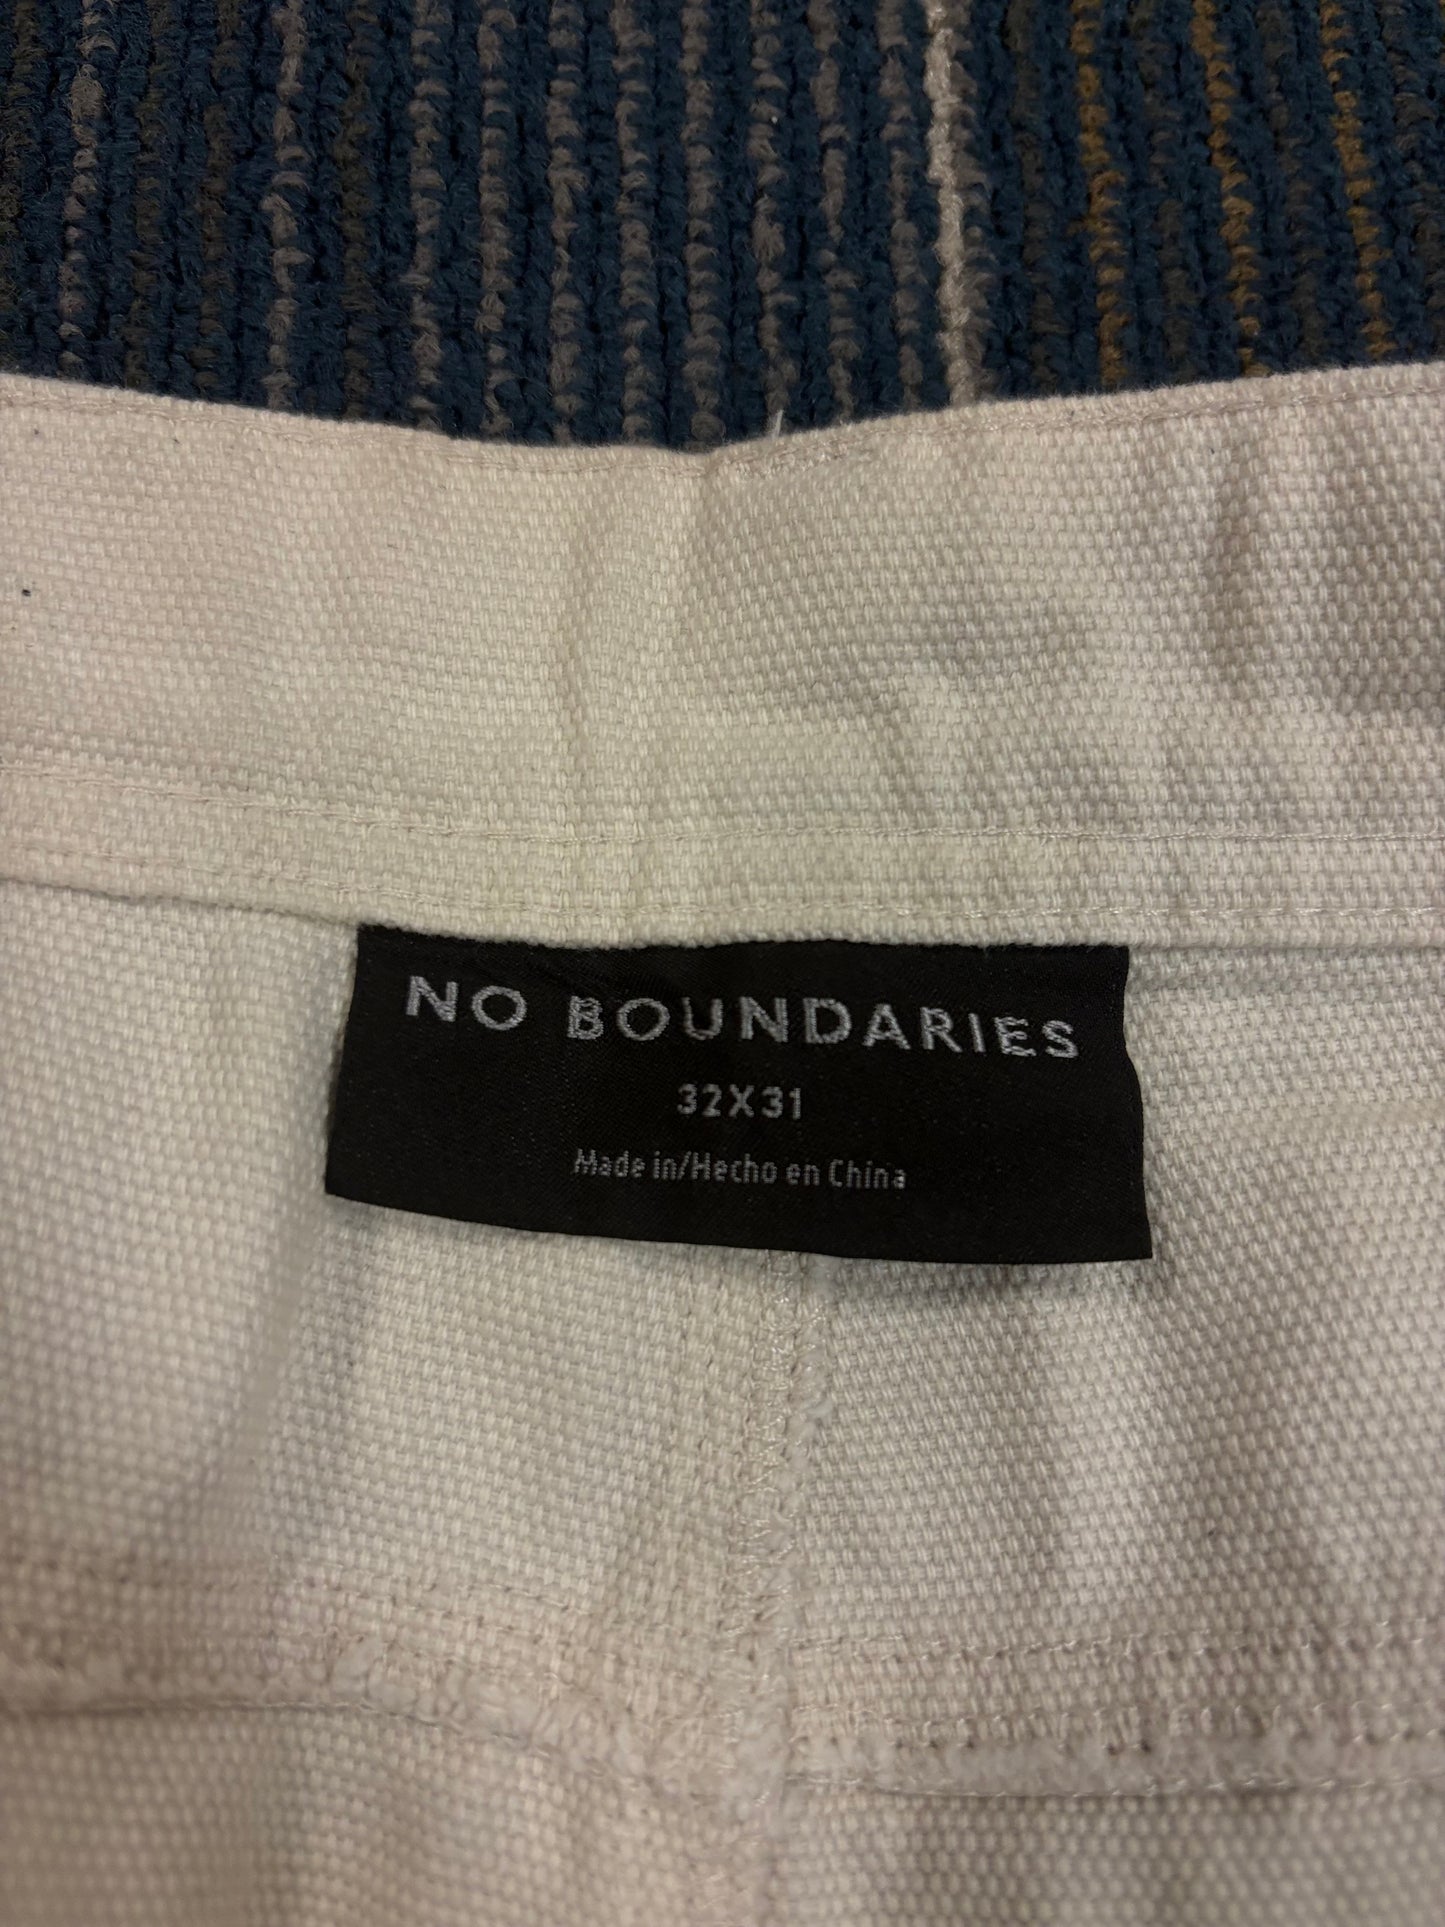 NO BOUNDARIES
32X31
Made in/Hecho en China